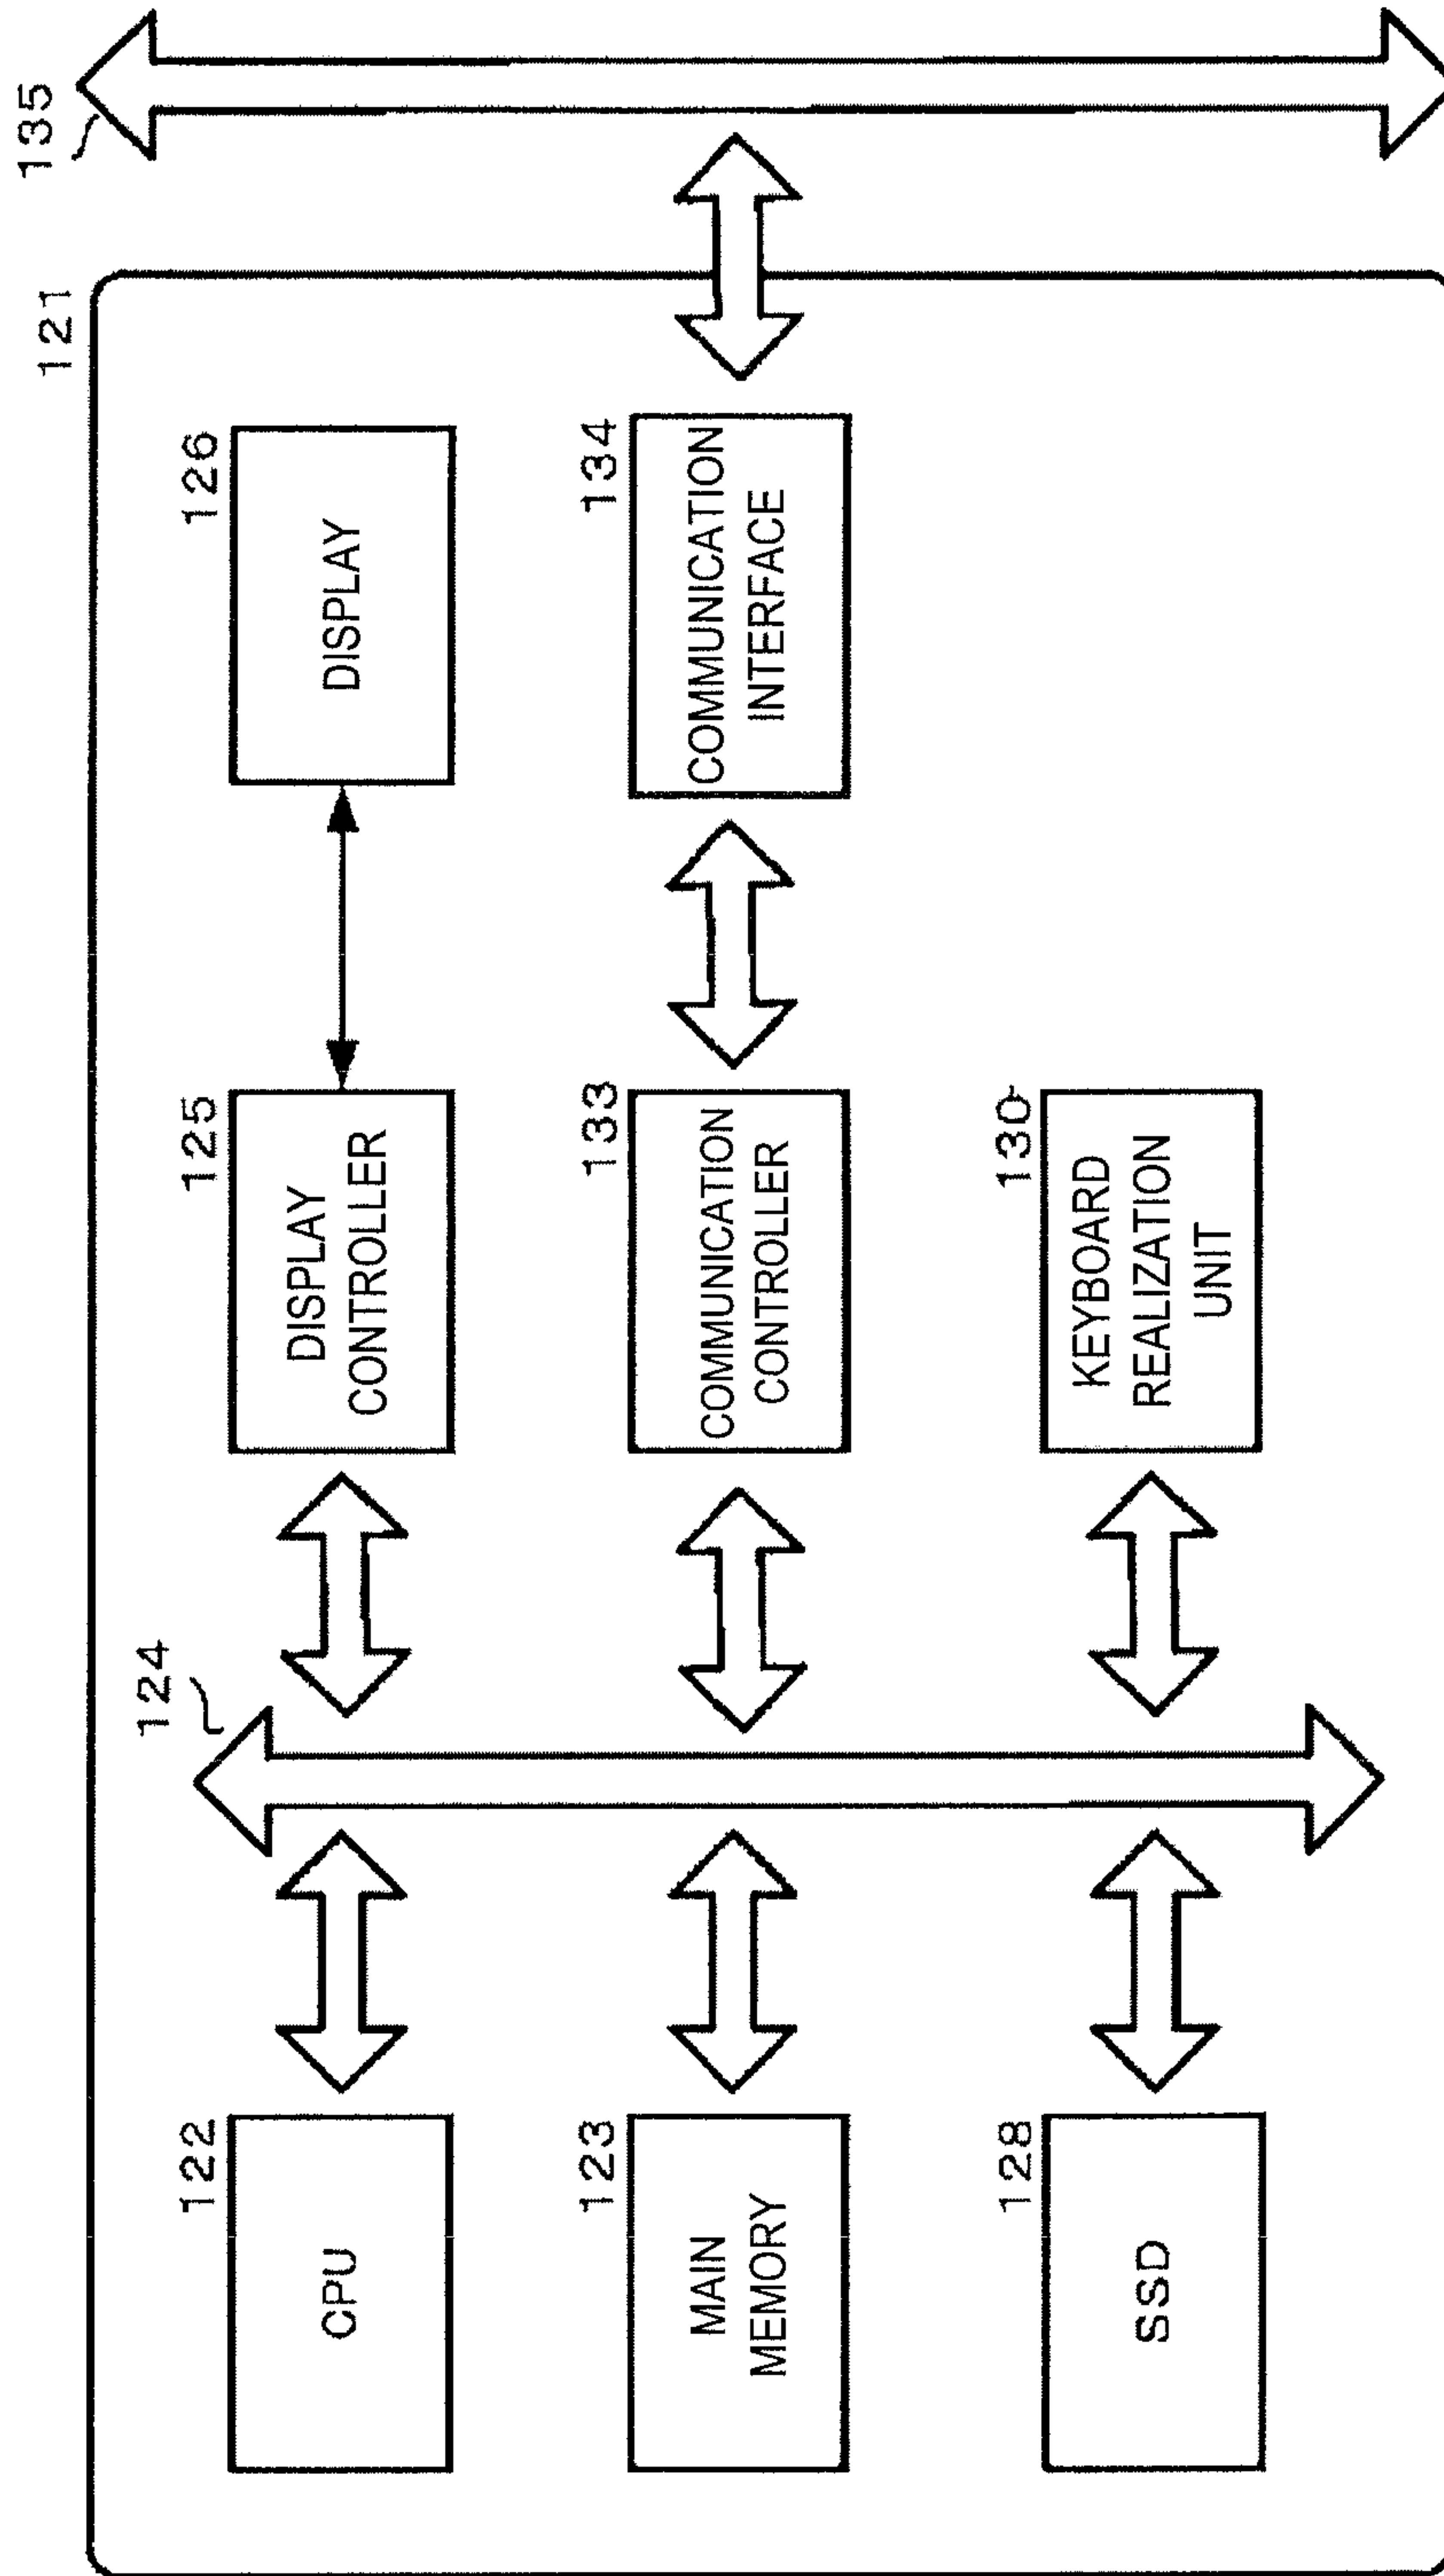 135
121
124
122
CPU
125
DISPLAY
CONTROLLER
126
DISPLAY
123
MAIN
MEMORY
133
COMMUNICATION
CONTROLLER
134
COMMUNICATION
INTERFACE
128
SSD
130
KEYBOARD
REALIZATION
UNIT